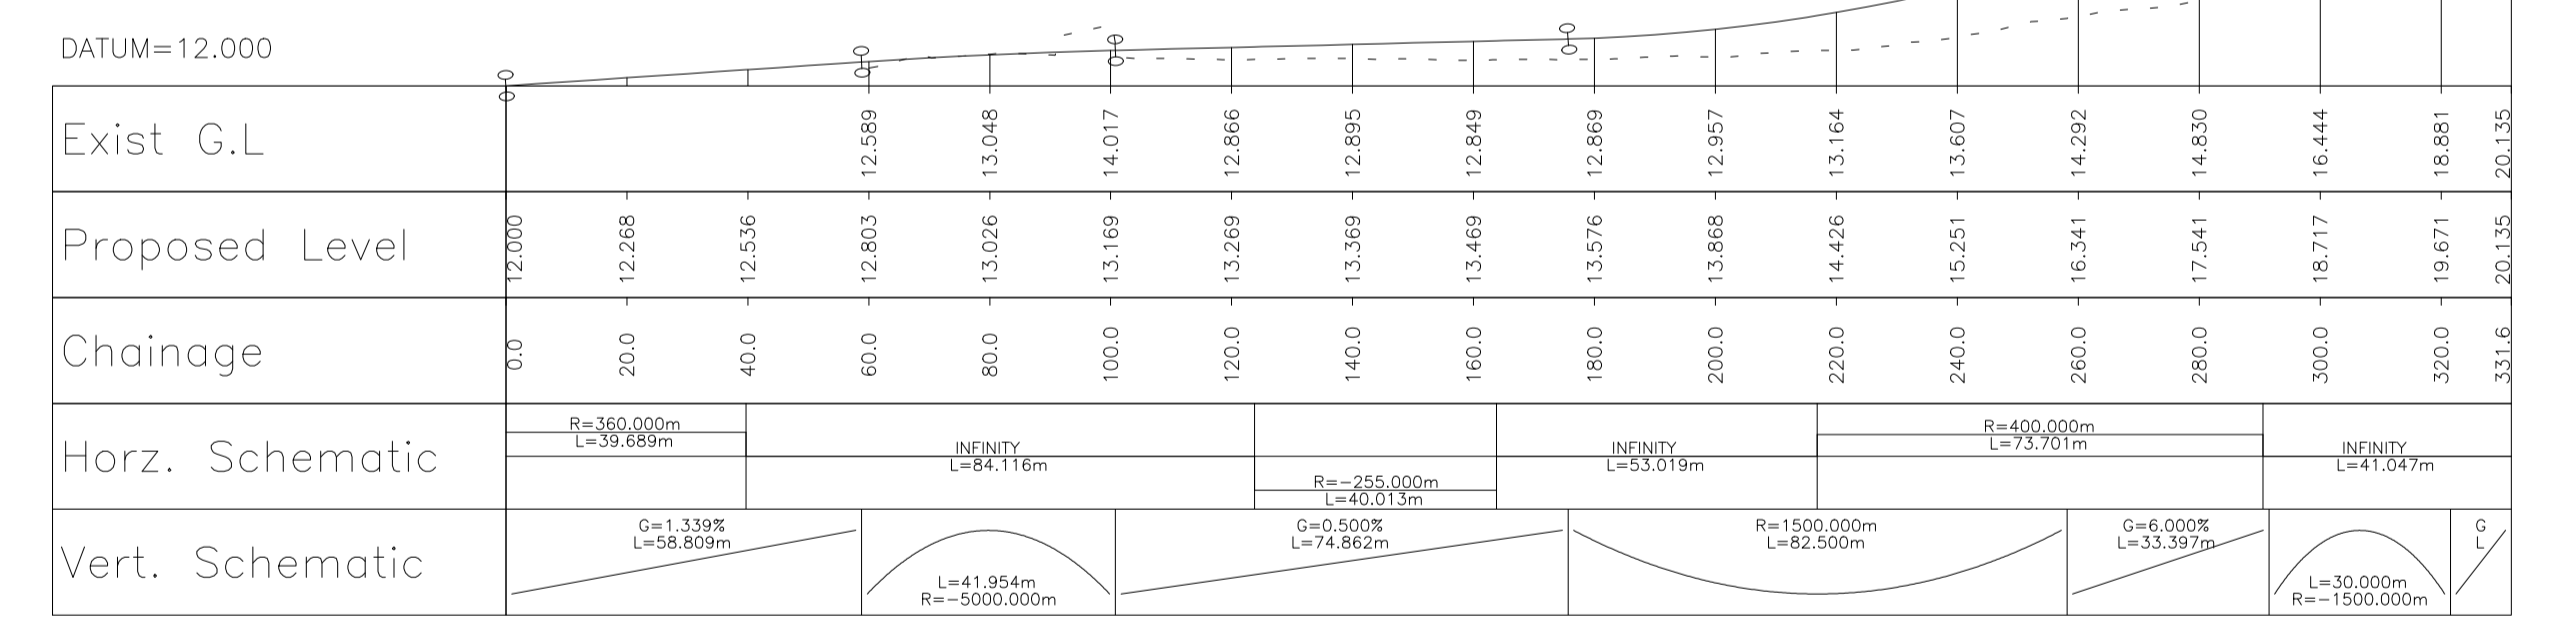 DATUM=12.000
Exist G.L
12.589 13.048 14.017 12.866 12.895 12.849 12.869 12.957 13.164 13.607 14.292 14.830 16.444 18.881 20.135
Proposed Level
12.000 12.268 12.536 12.803 13.026 13.169 13.269 13.369 13.469 13.576 13.868 14.426 15.251 16.341 17.541 18.717 19.671 20.135
Chainage
0.0 20.0 40.0 60.0 80.0 100.0 120.0 140.0 160.0 180.0 200.0 220.0 240.0 260.0 280.0 300.0 320.0 331.6
Horz. Schematic
R=360.000m
L=39.689m
INFINITY
L=84.116m
R=-255.000m
L=40.013m
INFINITY
L=53.019m
R=400.000m
L=73.701m
INFINITY
L=41.047m
Vert. Schematic
G=1.339%
L=58.809m
L=41.954m
R=-5000.000m
G=0.500%
L=74.862m
R=1500.000m
L=82.500m
G=6.000%
L=33.397m
L=30.000m
R=-1500.000m
G
L